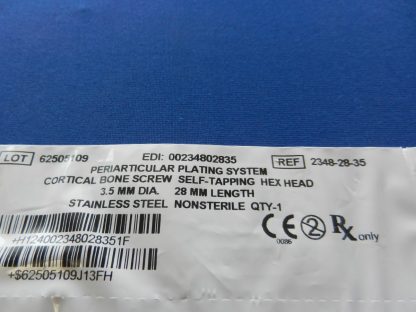 LOT 62505109 EDI: 00234802835 REF 2348-28-35
PERIARTICULAR PLATING SYSTEM
CORTICAL BONE SCREW SELF-TAPPING HEX HEAD
3.5 MM DIA. 28 MM LENGTH
STAINLESS STEEL NONSTERILE QTY-1
CE 0086 2 Rx only
+H124002348028351F
+$62505109J13FH